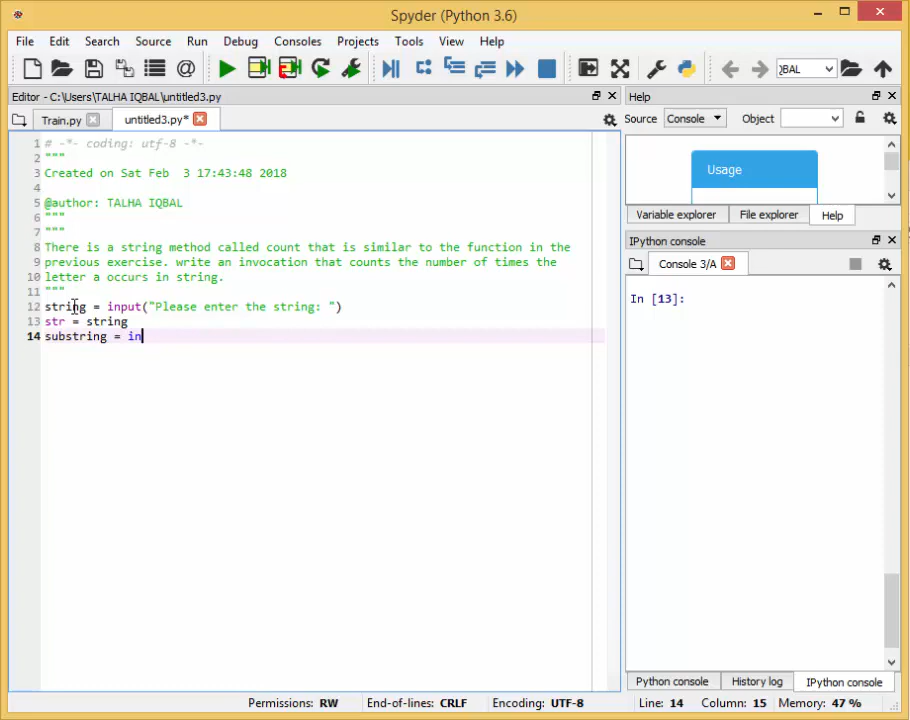 Spyder (Python 3.6)
File Edit Search Source Run Debug Consoles Projects Tools View Help
BAL
Editor - C:\Users\TALHA IQBAL\untitled3.py
Help
Train.py
untitled3.py*
Source Console Object
1 # -*- coding: utf-8 -*-
2 """
3 Created on Sat Feb  3 17:43:48 2018
4
5 @author: TALHA IQBAL
6 """
7 """
8 There is a string method called count that is similar to the function in the
9 previous exercise. write an invocation that counts the number of times the
10 letter a occurs in string.
11 """
12 string = input("Please enter the string: ")
13 str = string
14 substring = in
Usage
Variable explorer File explorer Help
IPython console
Console 3/A
In [13]:
Python console History log IPython console
Permissions: RW End-of-lines: CRLF Encoding: UTF-8 Line: 14 Column: 15 Memory: 47 %